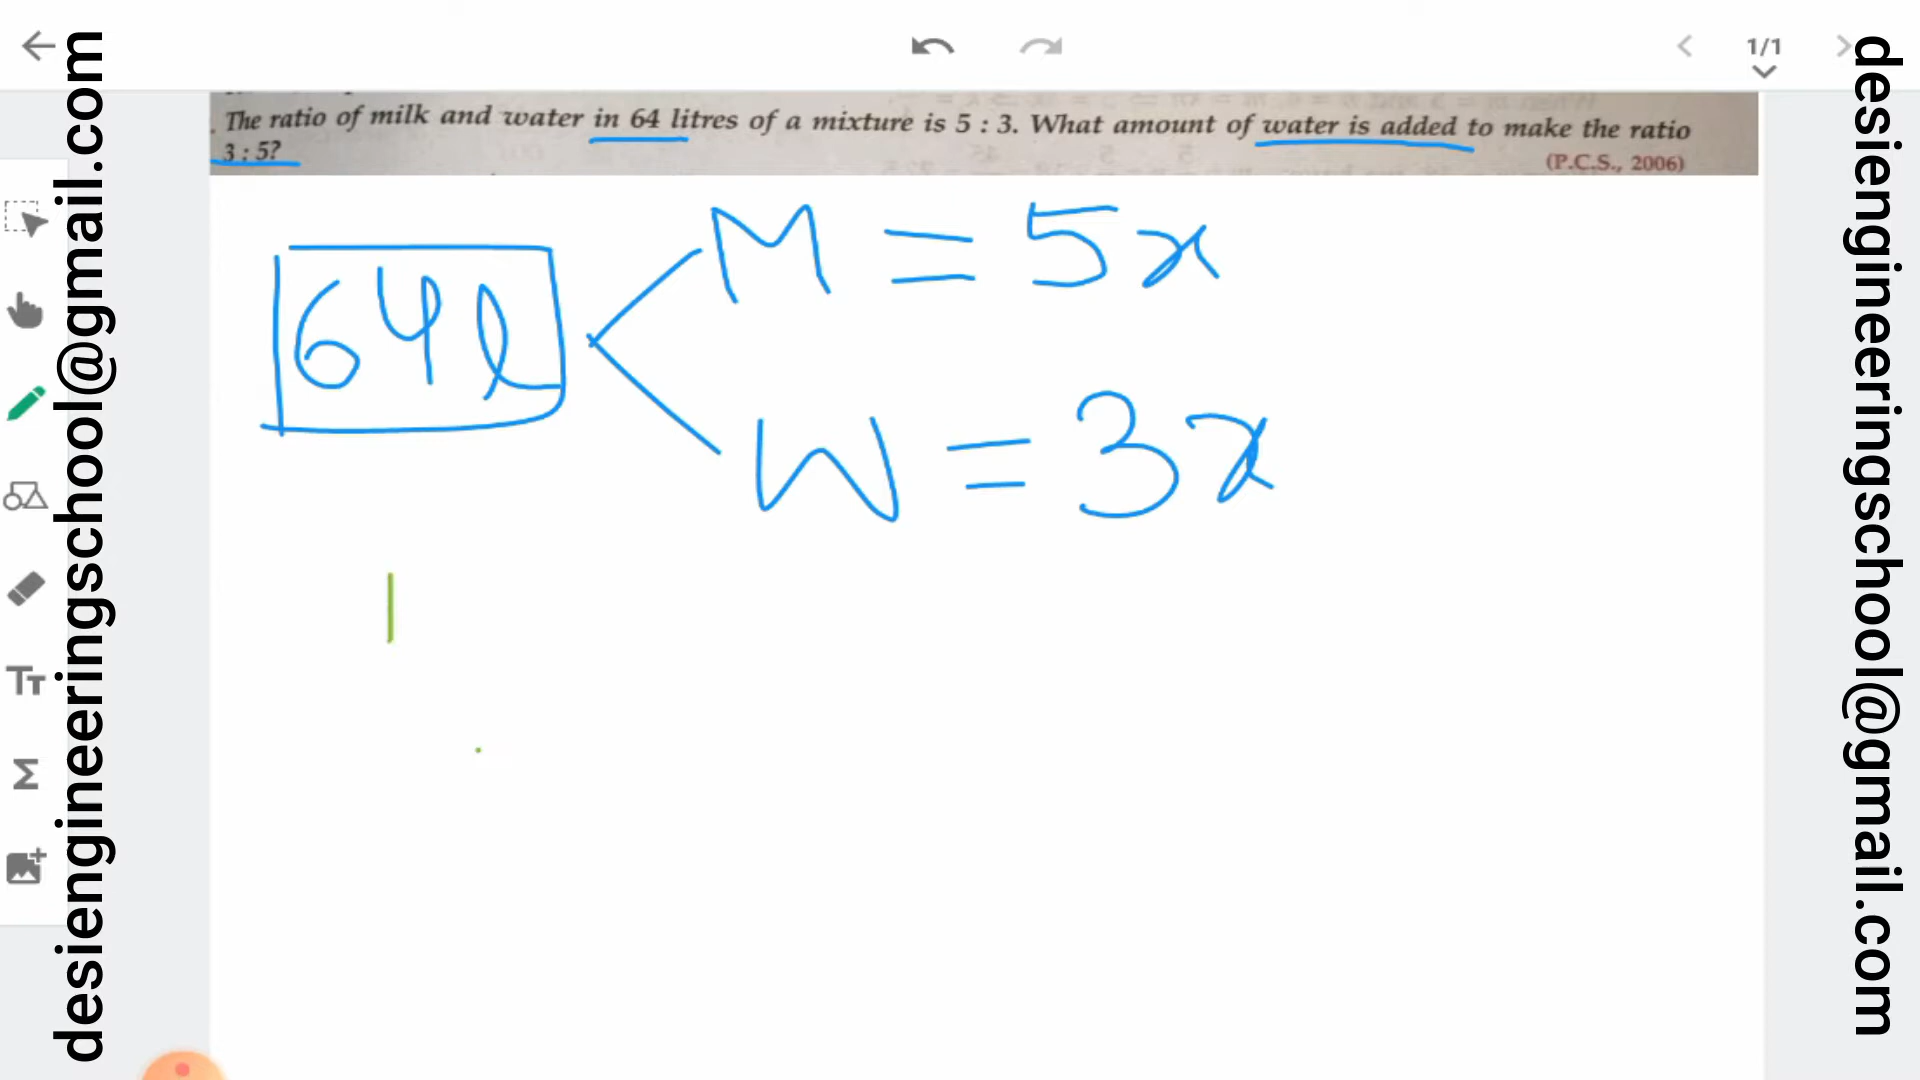 1/1
The ratio of milk and water in 64 litres of a mixture is 5 : 3. What amount of water is added to make the ratio
3 : 5?
(P.C.S., 2006)
64l
M = 5x
W = 3x
Tт
Σ
desiengineeringschool@gmail.com
desiengineeringschool@gmail.com